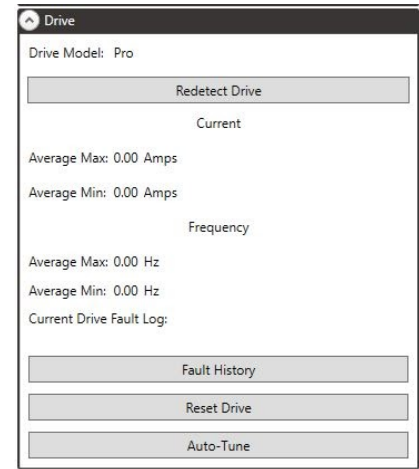 Drive
Drive Model: Pro
Redetect Drive
Current
Average Max: 0.00 Amps
Average Min: 0.00 Amps
Frequency
Average Max: 0.00 Hz
Average Min: 0.00 Hz
Current Drive Fault Log:
Fault History
Reset Drive
Auto-Tune